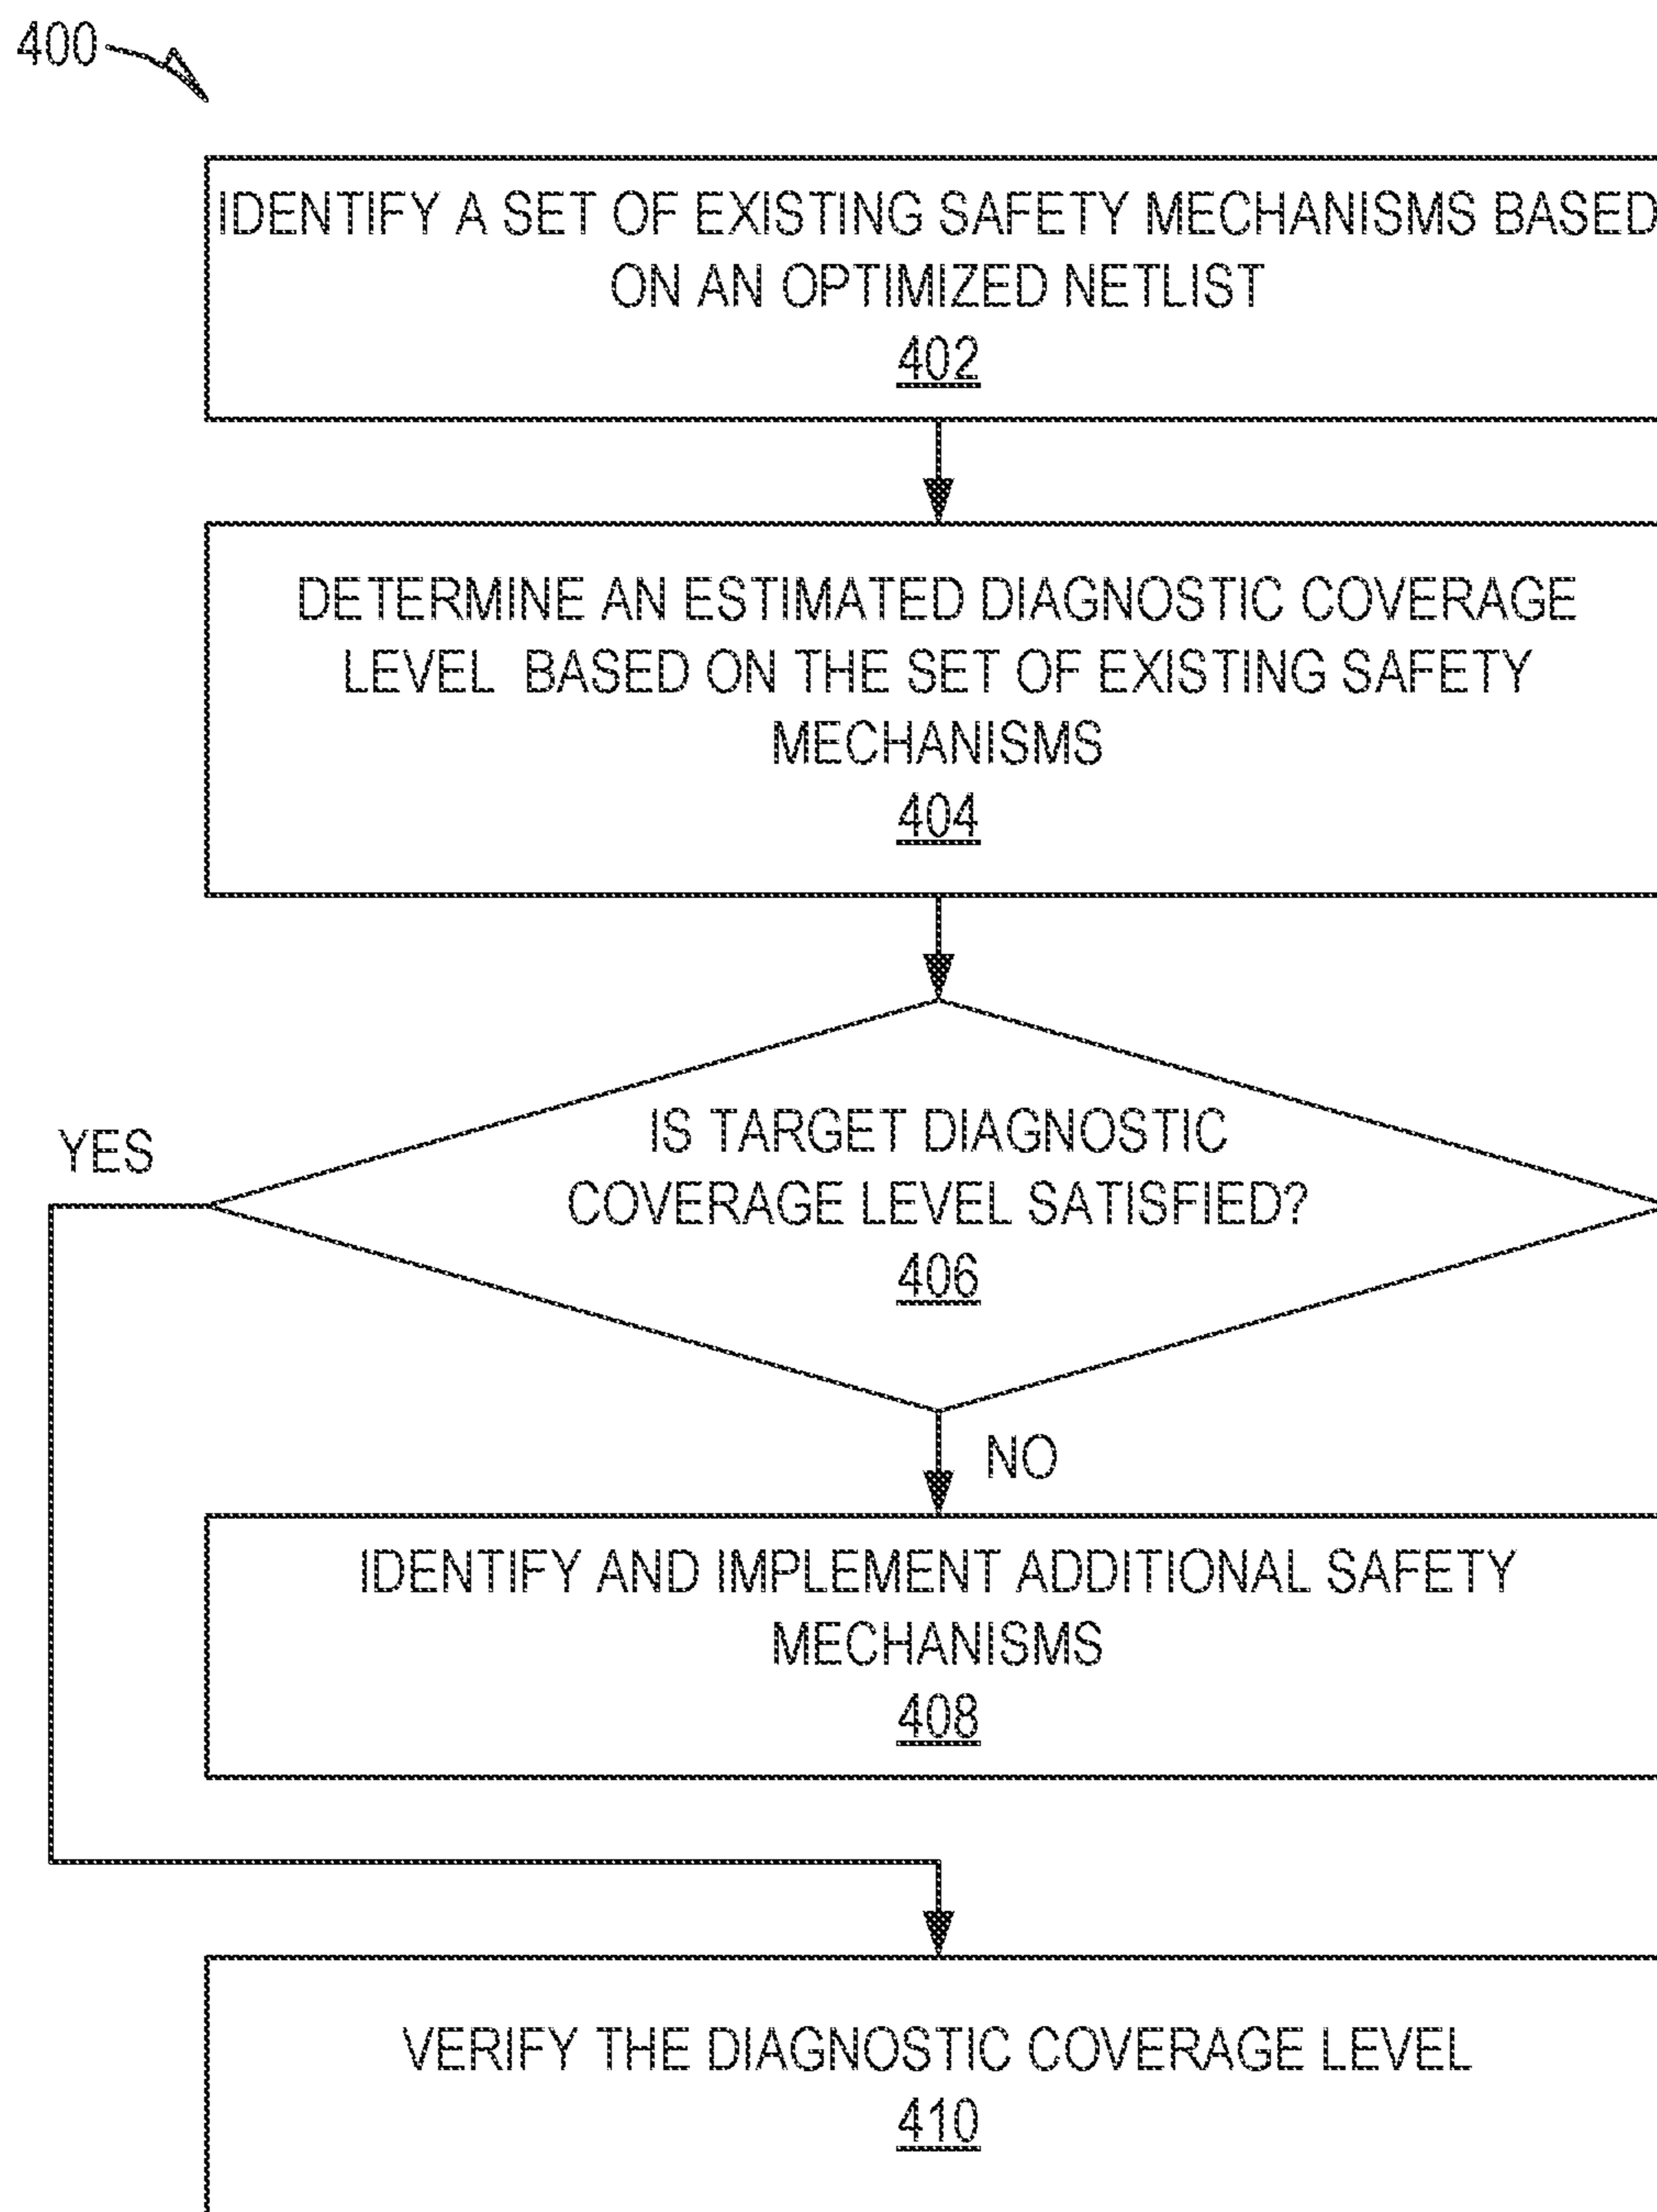 400
IDENTIFY A SET OF EXISTING SAFETY MECHANISMS BASED
ON AN OPTIMIZED NETLIST
402
DETERMINE AN ESTIMATED DIAGNOSTIC COVERAGE
LEVEL BASED ON THE SET OF EXISTING SAFETY
MECHANISMS
404
YES
IS TARGET DIAGNOSTIC
COVERAGE LEVEL SATISFIED?
406
NO
IDENTIFY AND IMPLEMENT ADDITIONAL SAFETY
MECHANISMS
408
VERIFY THE DIAGNOSTIC COVERAGE LEVEL
410